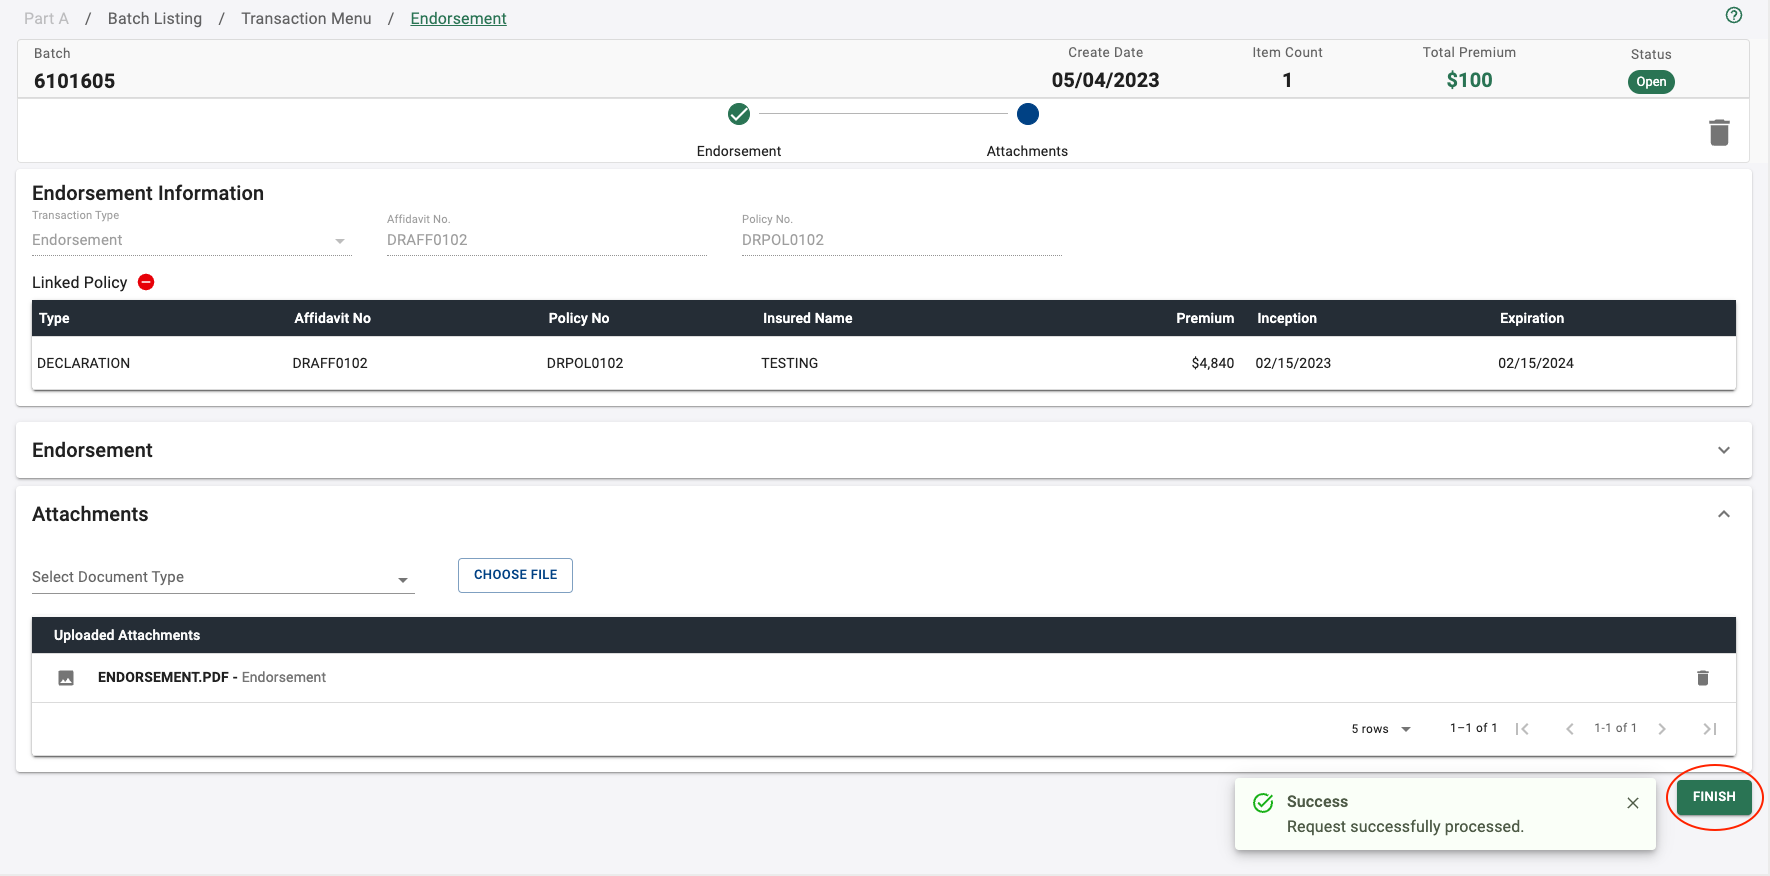 Part A / Batch Listing / Transaction Menu / Endorsement
Batch
6101605
Create Date
05/04/2023
Item Count
1
Total Premium
$100
Status
Open
Endorsement
Attachments
Endorsement Information
Transaction Type
Endorsement
Affidavit No.
DRAFF0102
Policy No.
DRPOL0102
Linked Policy
Type Affidavit No Policy No Insured Name Premium Inception Expiration
DECLARATION DRAFF0102 DRPOL0102 TESTING $4,840 02/15/2023 02/15/2024
Endorsement
Attachments
Select Document Type
CHOOSE FILE
Uploaded Attachments
ENDORSEMENT.PDF - Endorsement
5 rows 1–1 of 1 1-1 of 1
Success
Request successfully processed.
FINISH